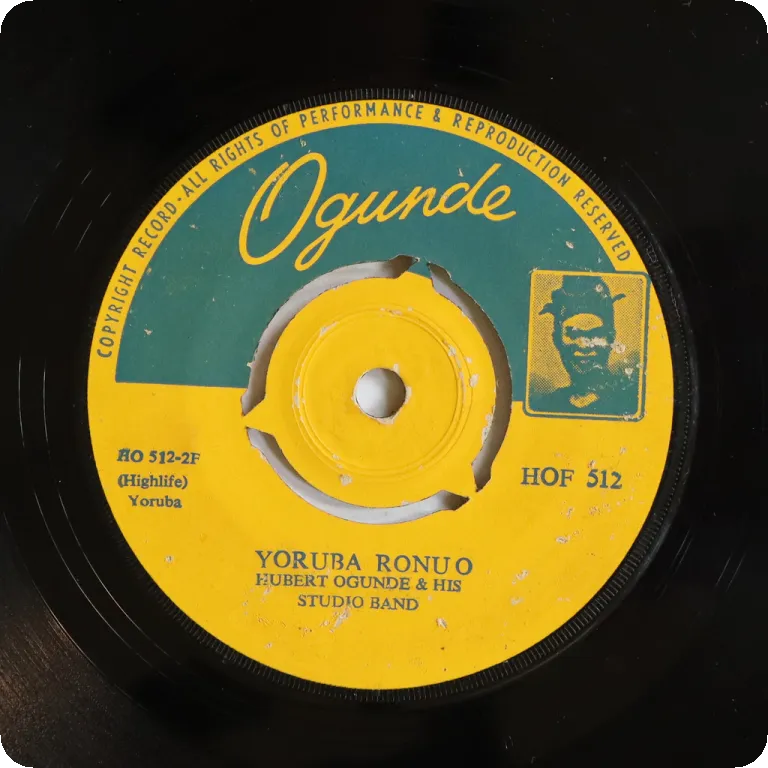 COPYRIGHT RECORD · ALL RIGHTS OF PERFORMANCE & REPRODUCTION RESERVED
Ogunde
HO 512-2F
(Highlife)
Yoruba
HOF 512
YORUBA RONU O
HUBERT OGUNDE & HIS
STUDIO BAND